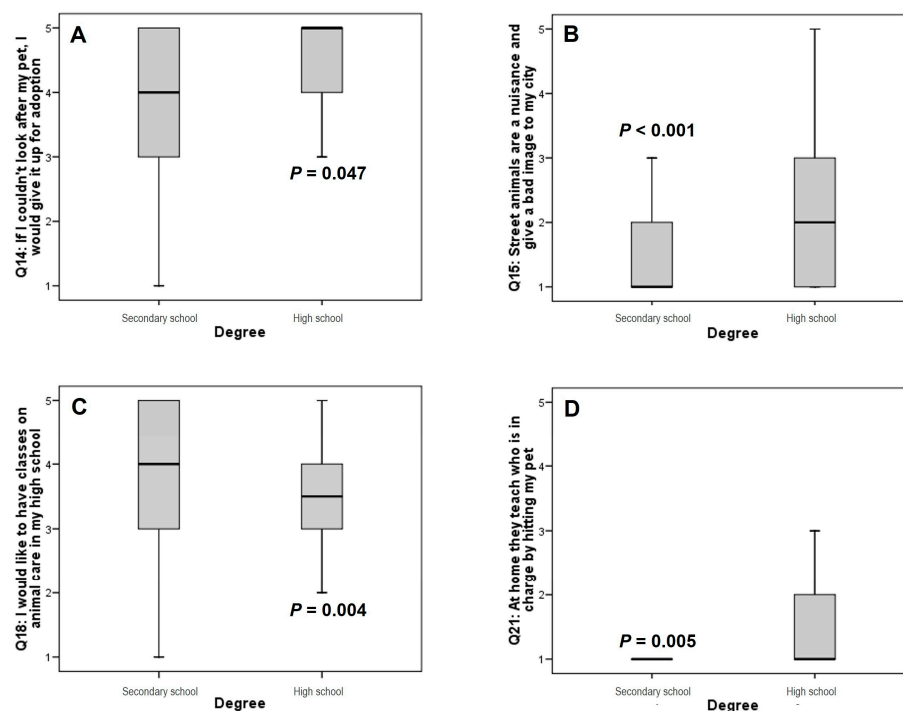 A
Q14: If I couldn't look after my pet, I
would give it up for adoption
5
4
3
2
1
P = 0.047
Secondary school
High school
Degree
B
Q15: Street animals are a nuisance and
give a bad image to my city
5
4
3
2
1
P < 0.001
Secondary school
High school
Degree
C
Q18: I would like to have classes on
animal care in my high school
5
4
3
2
1
P = 0.004
Secondary school
High school
Degree
D
Q21: At home they teach who is in
charge by hitting my pet
5
4
3
2
1
P = 0.005
Secondary school
High school
Degree